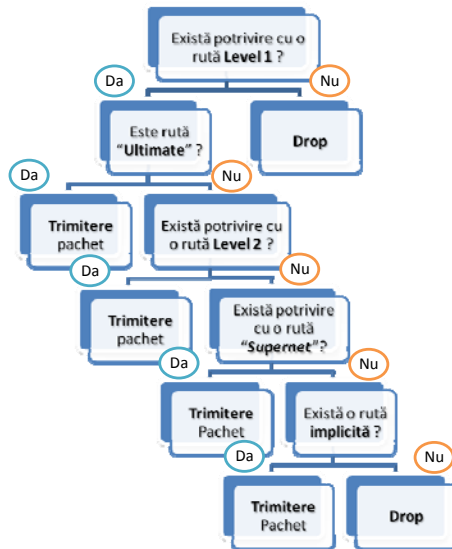 Există potrivire cu o
rută Level 1 ?
Da
Nu
Este rută
“Ultimate” ?
Drop
Da
Nu
Trimitere
pachet
Există potrivire cu
o rută Level 2 ?
Da
Nu
Trimitere
pachet
Există potrivire
cu o rută
“Supernet”?
Da
Nu
Trimitere
Pachet
Există o rută
implicită ?
Da
Nu
Trimitere
Pachet
Drop